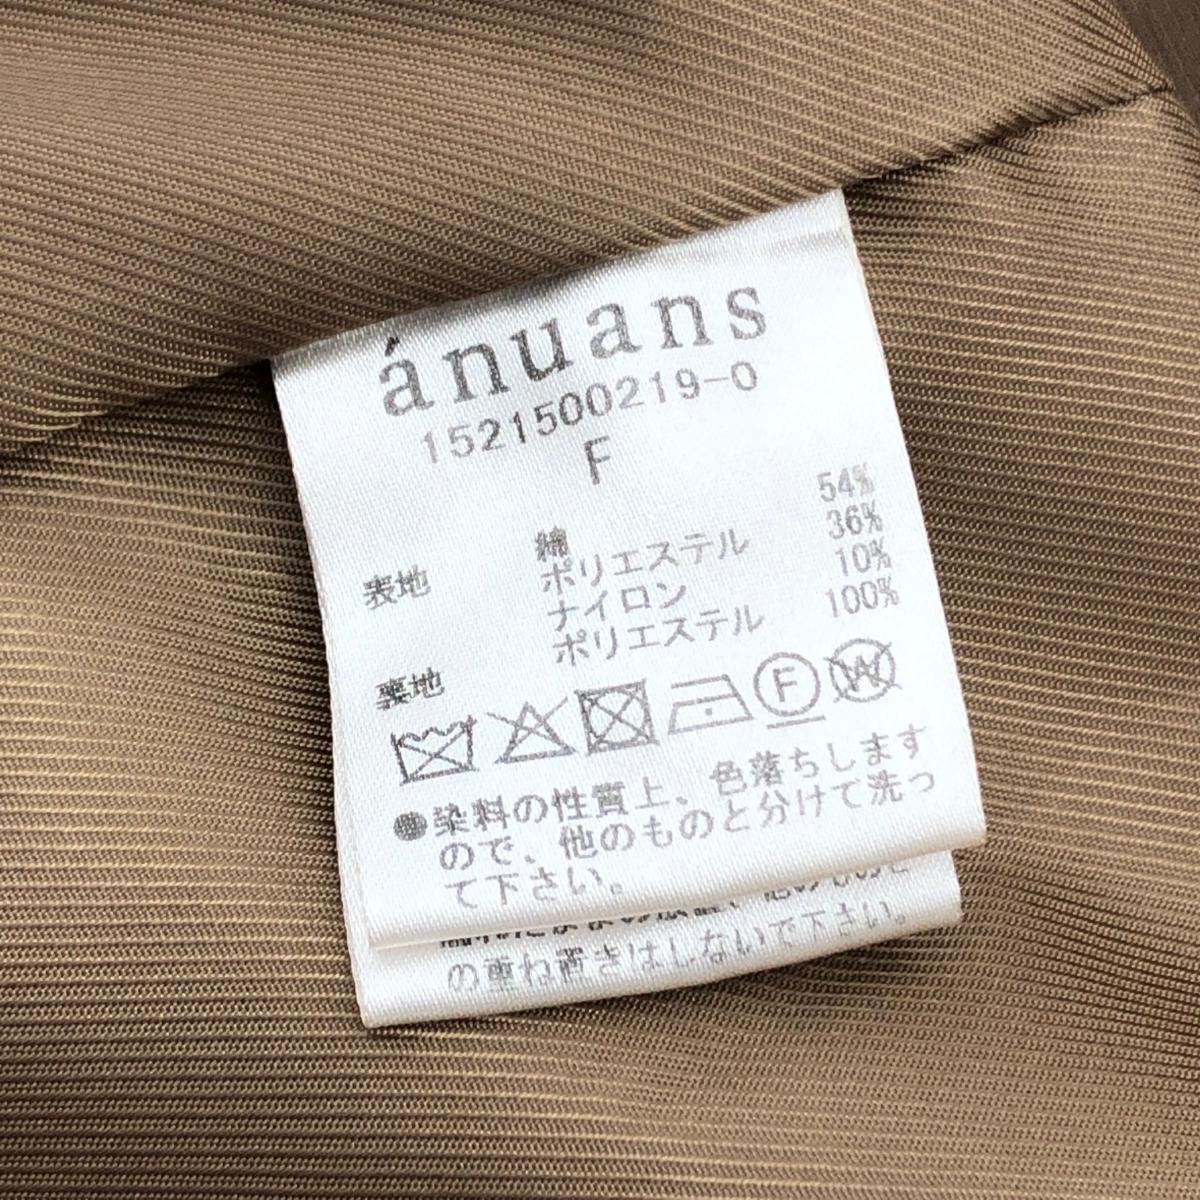 ánuans
1521500219-0
F
表地 綿 54%
ポリエステル 36%
ナイロン 10%
裏地 ポリエステル 100%
F
W
●染料の性質上、色落ちします
ので、他のものと分けて洗っ
て下さい。
の重ね置きはしないで下さい。